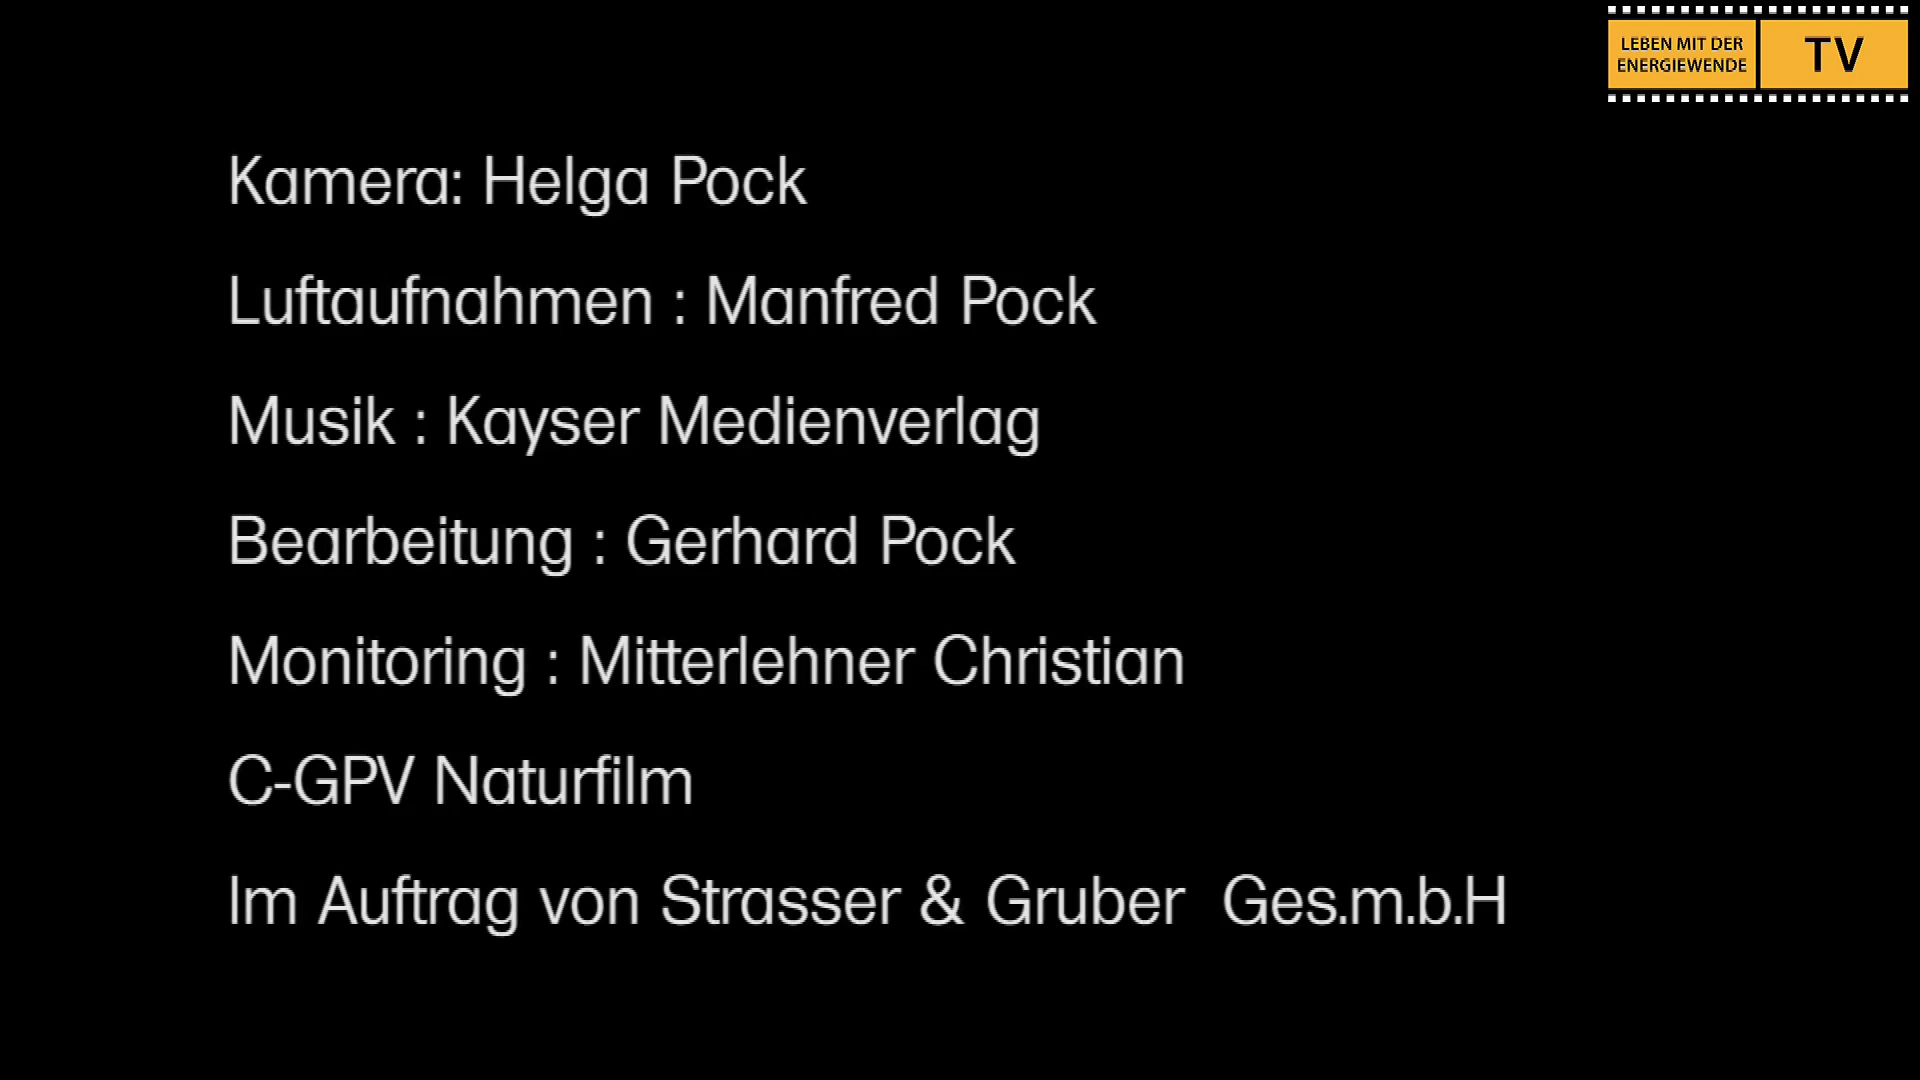 LEBEN MIT DER
ENERGIEWENDE
TV
Kamera: Helga Pock
Luftaufnahmen : Manfred Pock
Musik : Kayser Medienverlag
Bearbeitung : Gerhard Pock
Monitoring : Mitterlehner Christian
C-GPV Naturfilm
Im Auftrag von Strasser & Gruber  Ges.m.b.H